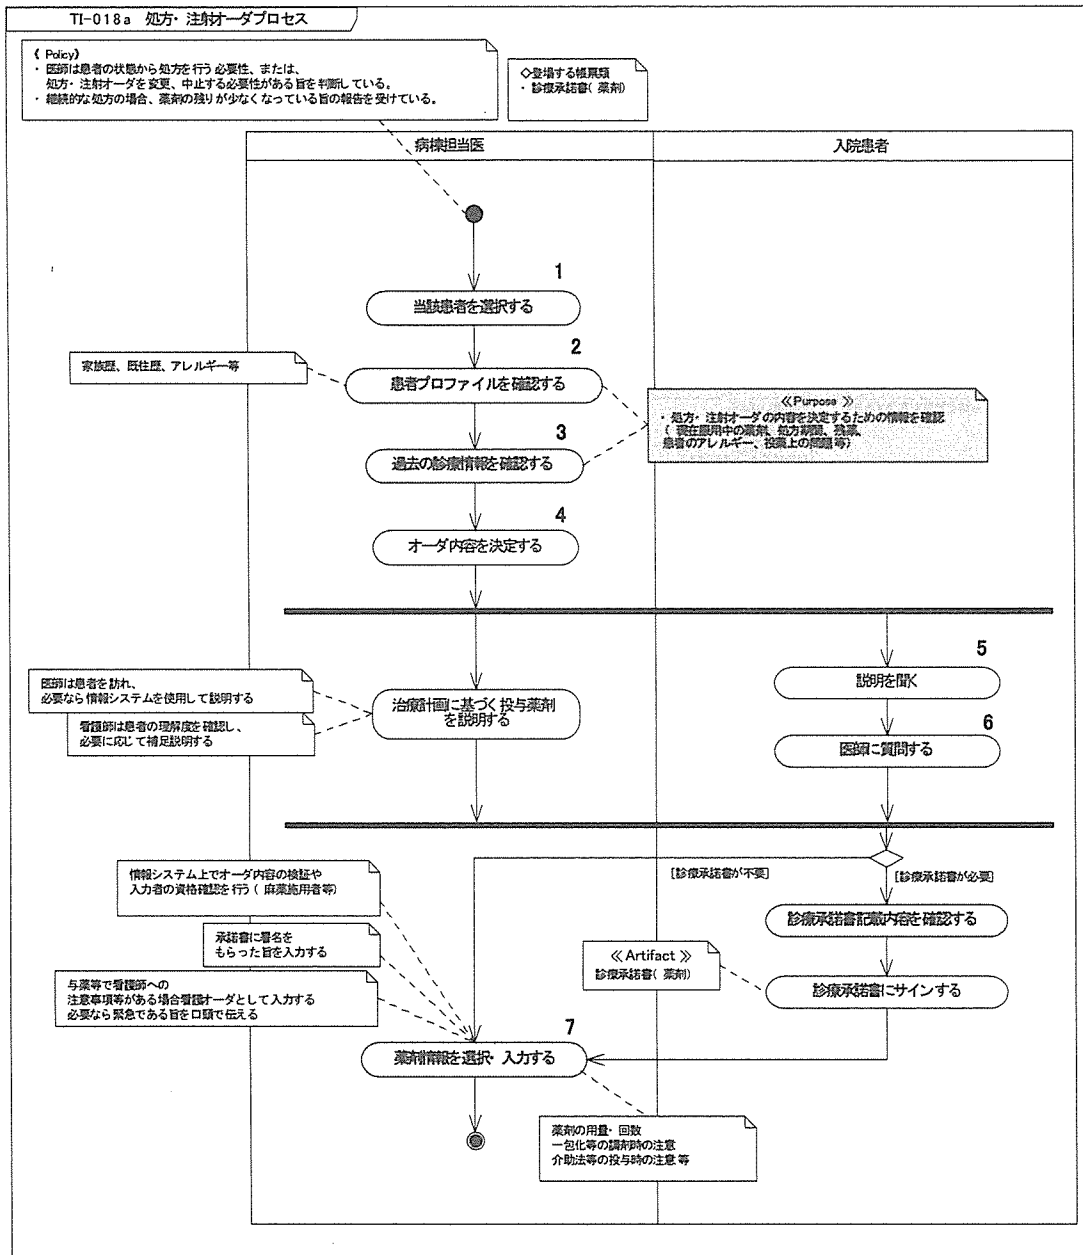 TI-018a 処方・注射オーダプロセス
《 Policy》
・ 医師は患者の状態から処方を行う必要性、または、
処方・注射オーダを変更、中止する必要性がある旨を判断している。
・ 継続的な処方の場合、薬剤の残りが少なくなっている旨の報告を受けている。
◇登場する帳票類
・ 診療承諾書( 薬剤)
病棟担当医
入院患者
1
当該患者を選択する
2
家族歴、既往歴、アレルギー等
患者プロファイルを確認する
≪Purpose ≫
・ 処方・ 注射オーダの内容を決定するための情報を確認
( 現在服用中の薬剤、処方期間、残薬、
患者のアレルギー、投薬上の問題等)
3
過去の診療情報を確認する
4
オーダ内容を決定する
5
説明を聞く
医師は患者を訪れ、
必要なら情報システムを使用して説明する
治療計画に基づく投与薬剤
を説明する
看護師は患者の理解度を確認し、
必要に応じて補足説明する
6
医師に質問する
[診療承諾書が不要]
[診療承諾書が必要]
情報システム上でオーダ内容の検証や
入力者の資格確認を行う( 麻薬施用者等)
診療承諾書記載内容を確認する
承諾書に署名を
もらった旨を入力する
≪ Artifact ≫
診療承諾書( 薬剤)
診療承諾書にサインする
与薬等で看護師への
注意事項等がある場合看護オーダとして入力する
必要なら緊急である旨を口頭で伝える
7
薬剤情報を選択・ 入力する
薬剤の用量・ 回数
一包化等の調剤時の注意
介助法等の投与時の注意等